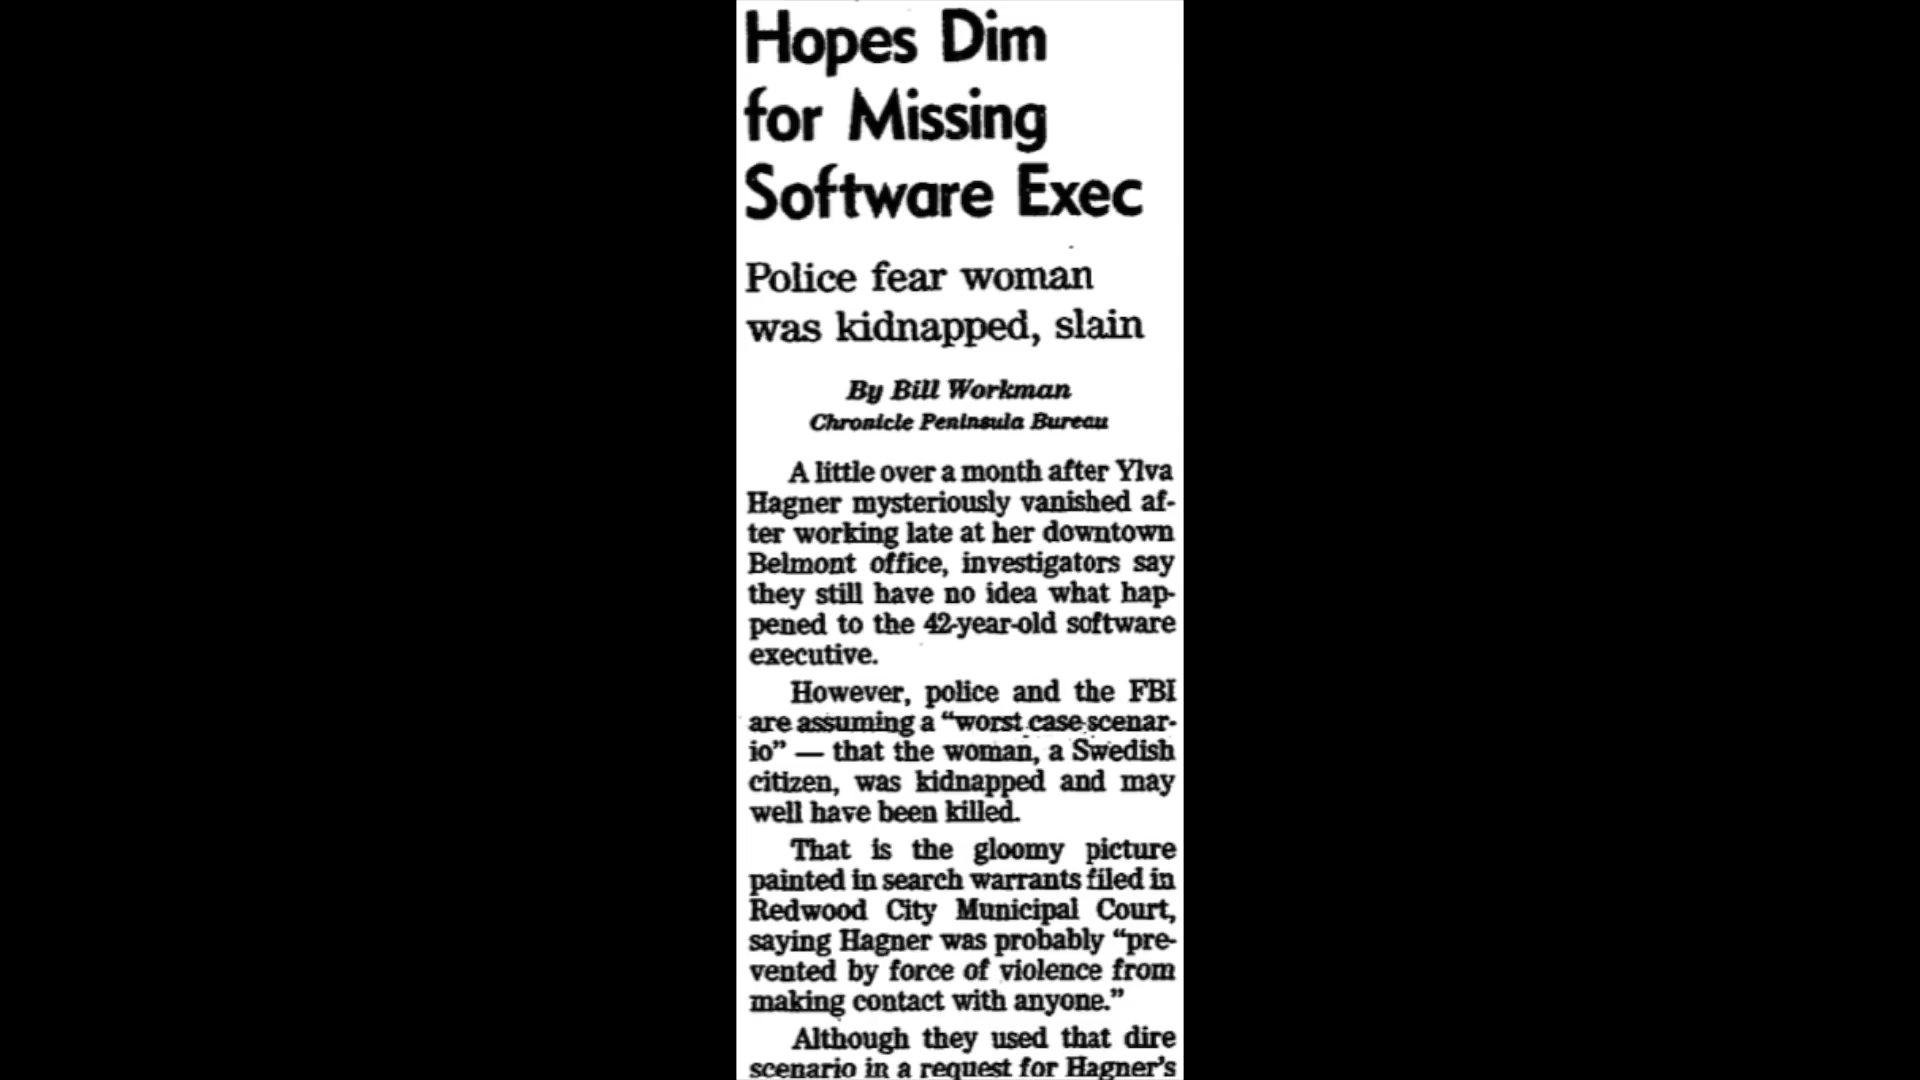 Hopes Dim
for Missing
Software Exec
Police fear woman
was kidnapped, slain
By Bill Workman
Chronicle Peninsula Bureau
A little over a month after Ylva
Hagner mysteriously vanished af-
ter working late at her downtown
Belmont office, investigators say
they still have no idea what hap-
pened to the 42-year-old software
executive.
However, police and the FBI
are assuming a “worst case scenar-
io” — that the woman, a Swedish
citizen, was kidnapped and may
well have been killed.
That is the gloomy picture
painted in search warrants filed in
Redwood City Municipal Court,
saying Hagner was probably “pre-
vented by force of violence from
making contact with anyone.”
Although they used that dire
scenario in a request for Hagner's